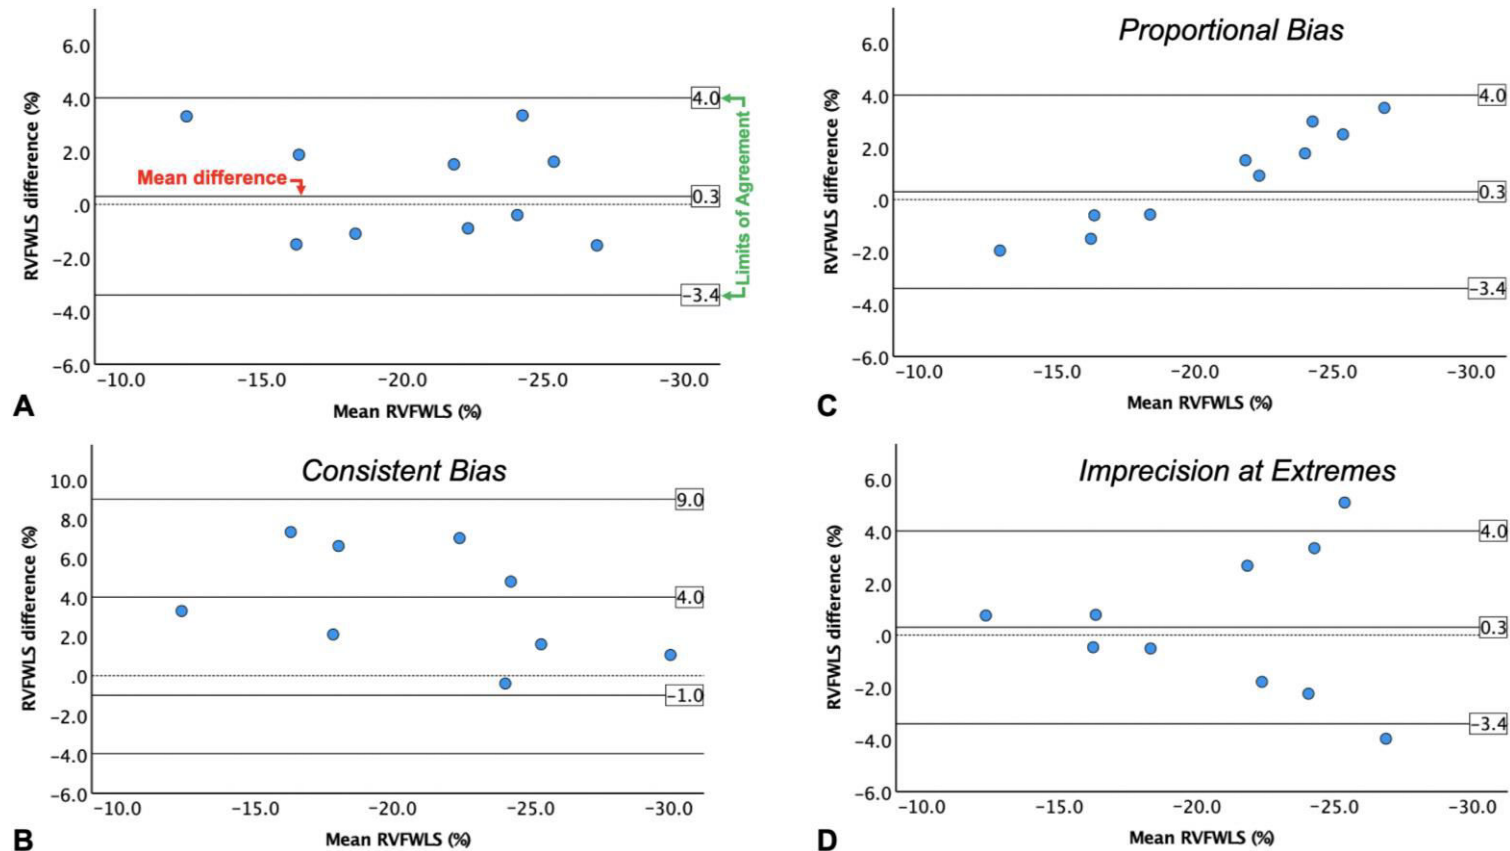 6.0
4.0
2.0
.0
-2.0
-4.0
-6.0
RVFWLS difference (%)
4.0
0.3
-3.4
Mean difference
Limits of Agreement
-10.0 -15.0 -20.0 -25.0 -30.0
Mean RVFWLS (%)
A
Consistent Bias
10.0
8.0
6.0
4.0
2.0
.0
-2.0
-4.0
-6.0
RVFWLS difference (%)
9.0
4.0
-1.0
-10.0 -15.0 -20.0 -25.0 -30.0
Mean RVFWLS (%)
B
Proportional Bias
6.0
4.0
2.0
.0
-2.0
-4.0
-6.0
RVFWLS difference (%)
4.0
0.3
-3.4
-10.0 -15.0 -20.0 -25.0 -30.0
Mean RVFWLS (%)
C
Imprecision at Extremes
6.0
4.0
2.0
.0
-2.0
-4.0
-6.0
RVFWLS difference (%)
4.0
0.3
-3.4
-10.0 -15.0 -20.0 -25.0 -30.0
Mean RVFWLS (%)
D